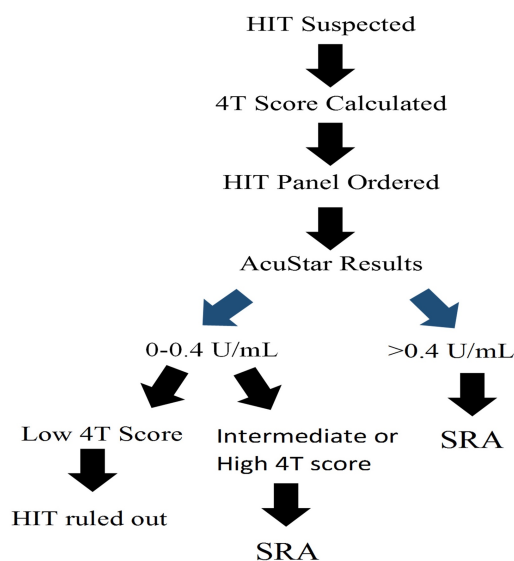 HIT Suspected
4T Score Calculated
HIT Panel Ordered
AcuStar Results
0-0.4 U/mL
>0.4 U/mL
Low 4T Score
Intermediate or
High 4T score
SRA
HIT ruled out
SRA